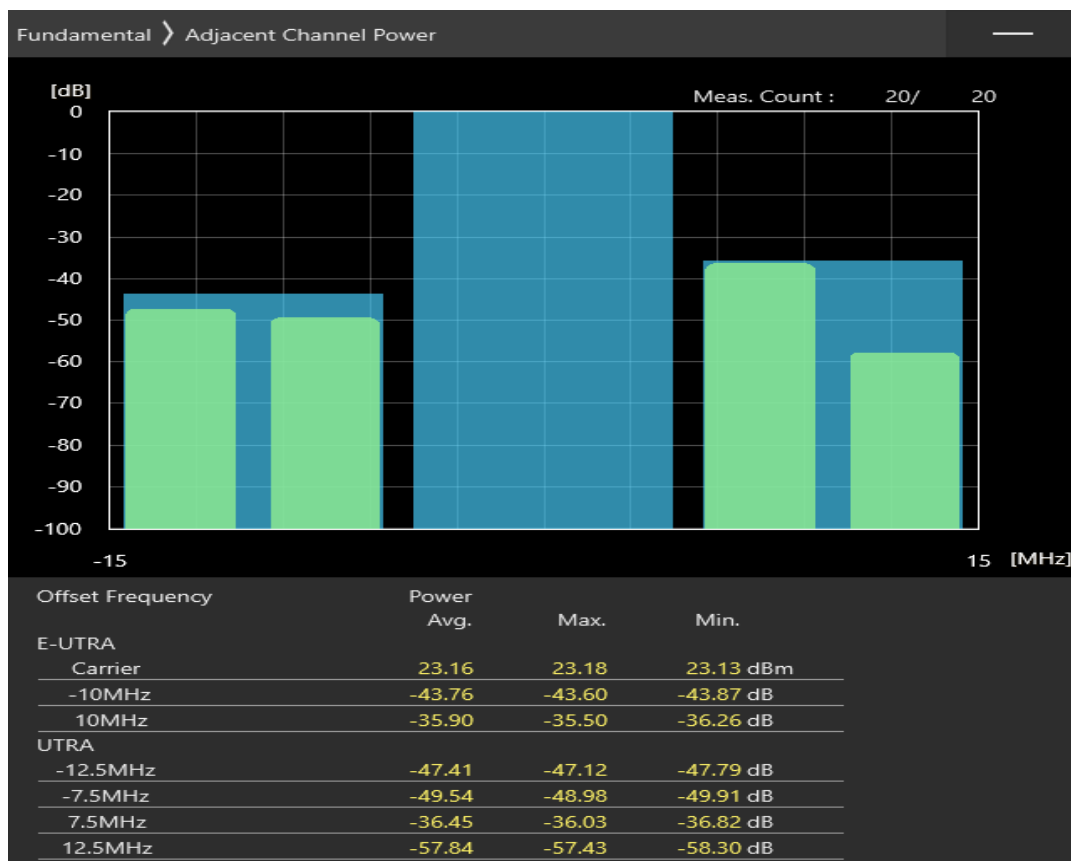 Fundamental ❯ Adjacent Channel Power
[dB]
Meas. Count : 20/ 20
0
-10
-20
-30
-40
-50
-60
-70
-80
-90
-100
-15 15 [MHz]
Offset Frequency Power
Avg. Max. Min.
E-UTRA
Carrier 23.16 23.18 23.13 dBm
-10MHz -43.76 -43.60 -43.87 dB
10MHz -35.90 -35.50 -36.26 dB
UTRA
-12.5MHz -47.41 -47.12 -47.79 dB
-7.5MHz -49.54 -48.98 -49.91 dB
7.5MHz -36.45 -36.03 -36.82 dB
12.5MHz -57.84 -57.43 -58.30 dB